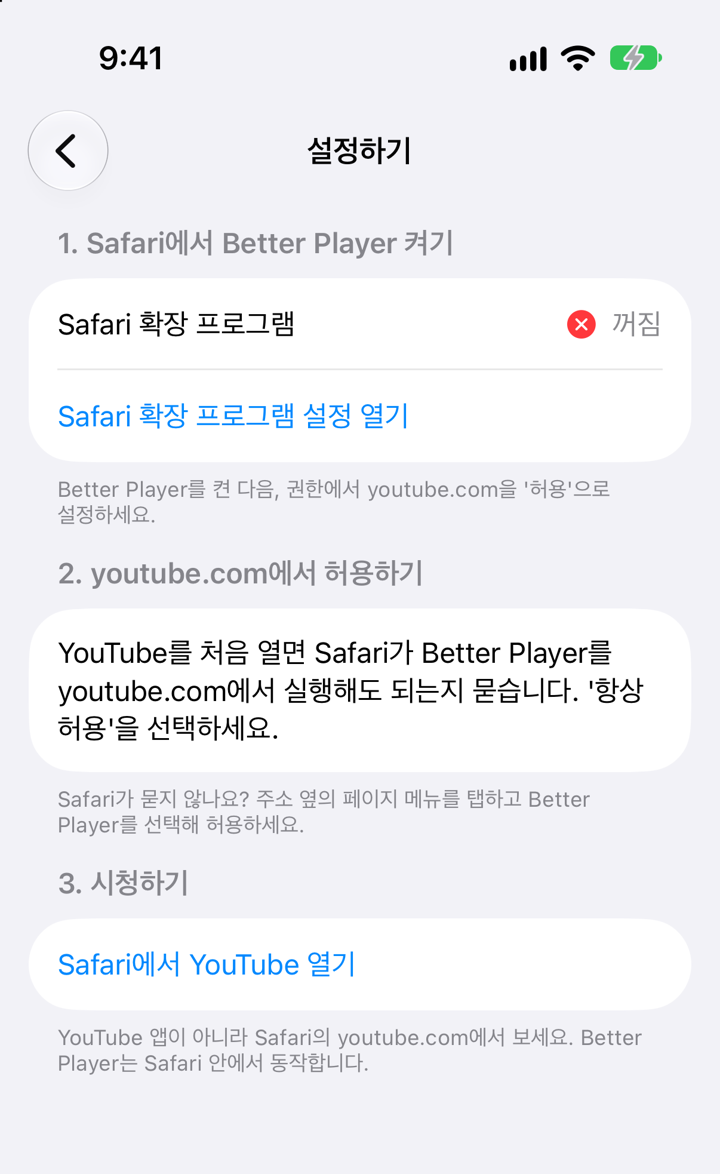 9:41
설정하기
1. Safari에서 Better Player 켜기
Safari 확장 프로그램 꺼짐
Safari 확장 프로그램 설정 열기
Better Player를 켠 다음, 권한에서 youtube.com을 '허용'으로
설정하세요.
2. youtube.com에서 허용하기
YouTube를 처음 열면 Safari가 Better Player를
youtube.com에서 실행해도 되는지 묻습니다. '항상
허용'을 선택하세요.
Safari가 묻지 않나요? 주소 옆의 페이지 메뉴를 탭하고 Better
Player를 선택해 허용하세요.
3. 시청하기
Safari에서 YouTube 열기
YouTube 앱이 아니라 Safari의 youtube.com에서 보세요. Better
Player는 Safari 안에서 동작합니다.